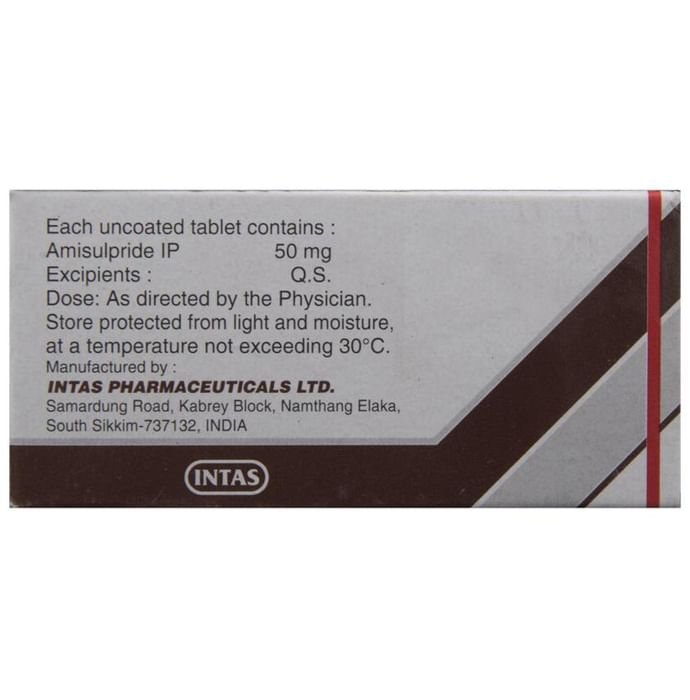 Each uncoated tablet contains :
Amisulpride IP 50 mg
Excipients : Q.S.
Dose: As directed by the Physician.
Store protected from light and moisture,
at a temperature not exceeding 30°C.
Manufactured by :
INTAS PHARMACEUTICALS LTD.
Samardung Road, Kabrey Block, Namthang Elaka,
South Sikkim-737132, INDIA
INTAS